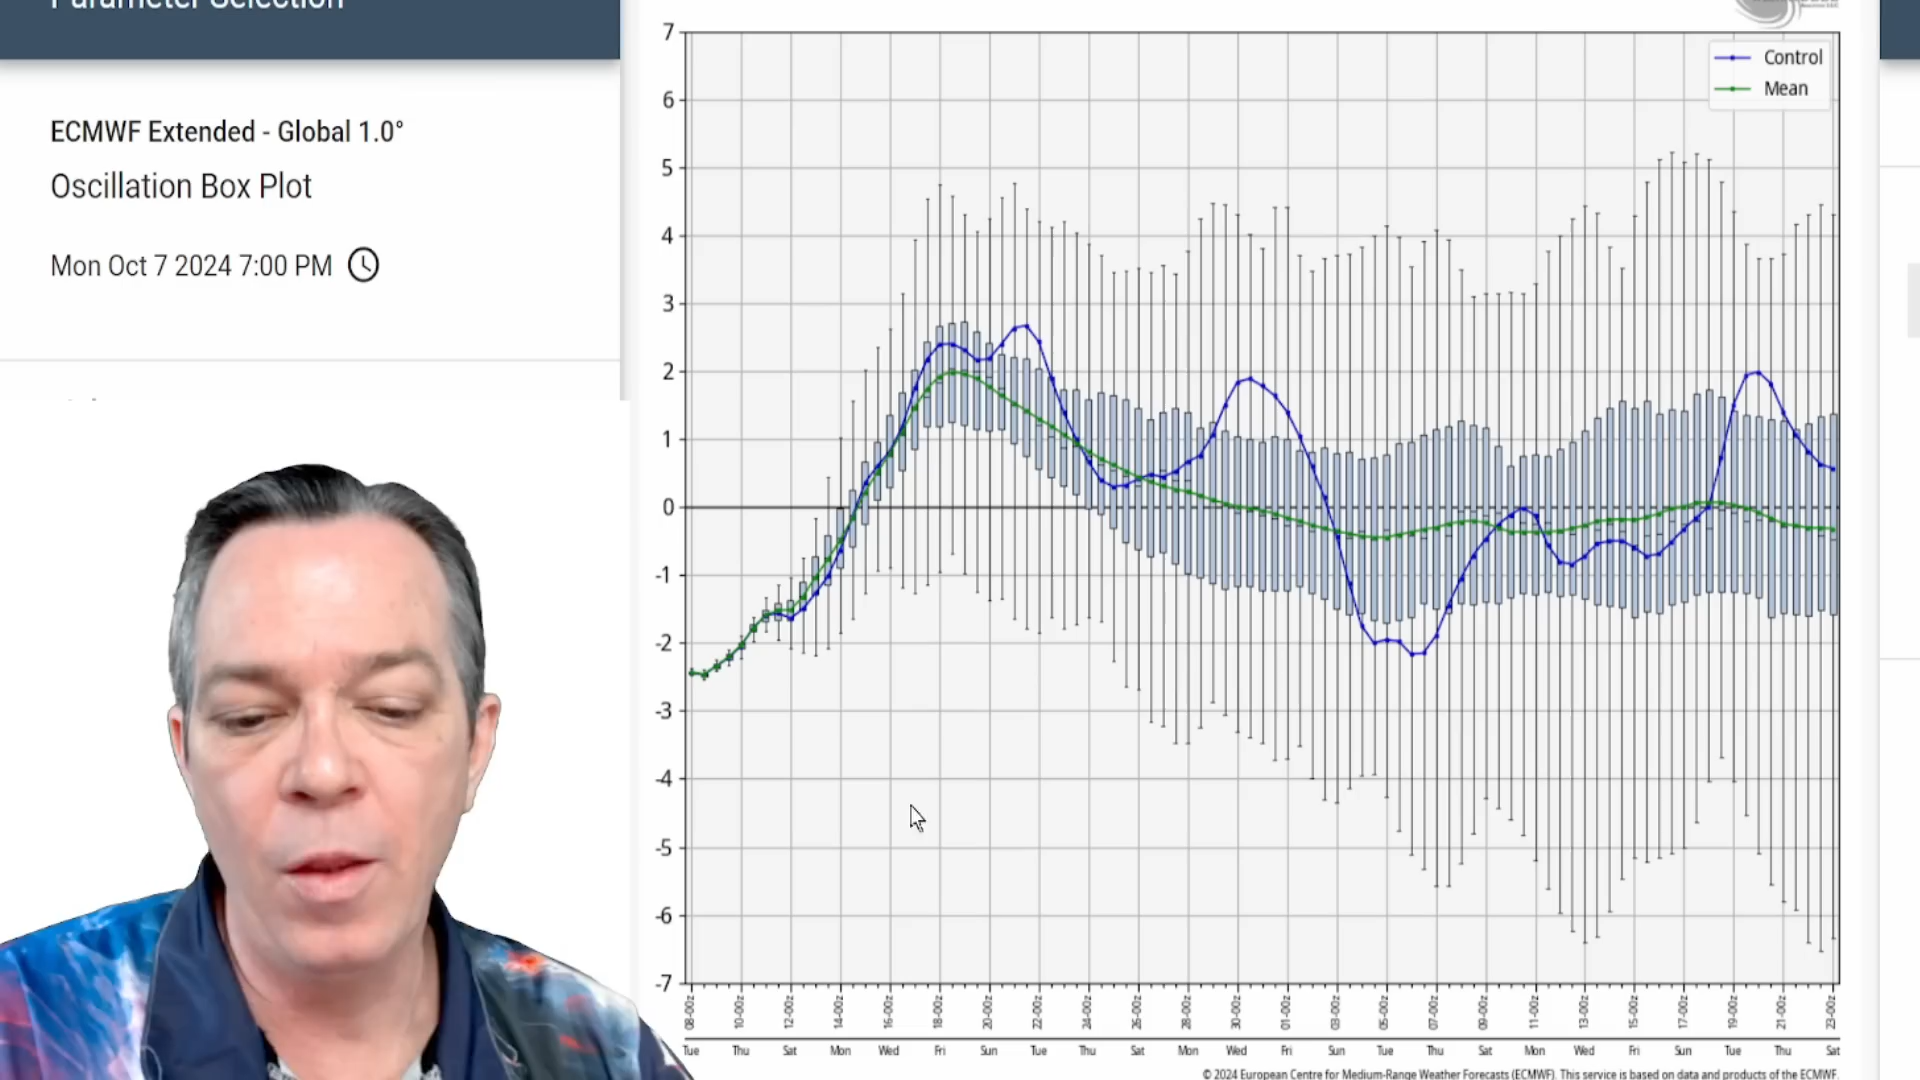 Parameter Selection
ECMWF Extended - Global 1.0°
Oscillation Box Plot
Mon Oct 7 2024 7:00 PM
Control
Mean
7
6
5
4
3
2
1
0
-1
-2
-3
-4
-5
-6
-7
08-00z 10-00z 12-00z 14-00z 16-00z 18-00z 20-00z 22-00z 24-00z 26-00z 28-00z 30-00z 01-00z 03-00z 05-00z 07-00z 09-00z 11-00z 13-00z 15-00z 17-00z 19-00z 21-00z 23-00z
Tue Thu Sat Mon Wed Fri Sun Tue Thu Sat Mon Wed Fri Sun Tue Thu Sat Mon Wed Fri Sun Tue Thu Sat
© 2024 European Centre for Medium-Range Weather Forecasts (ECMWF). This service is based on data and products of the ECMWF.